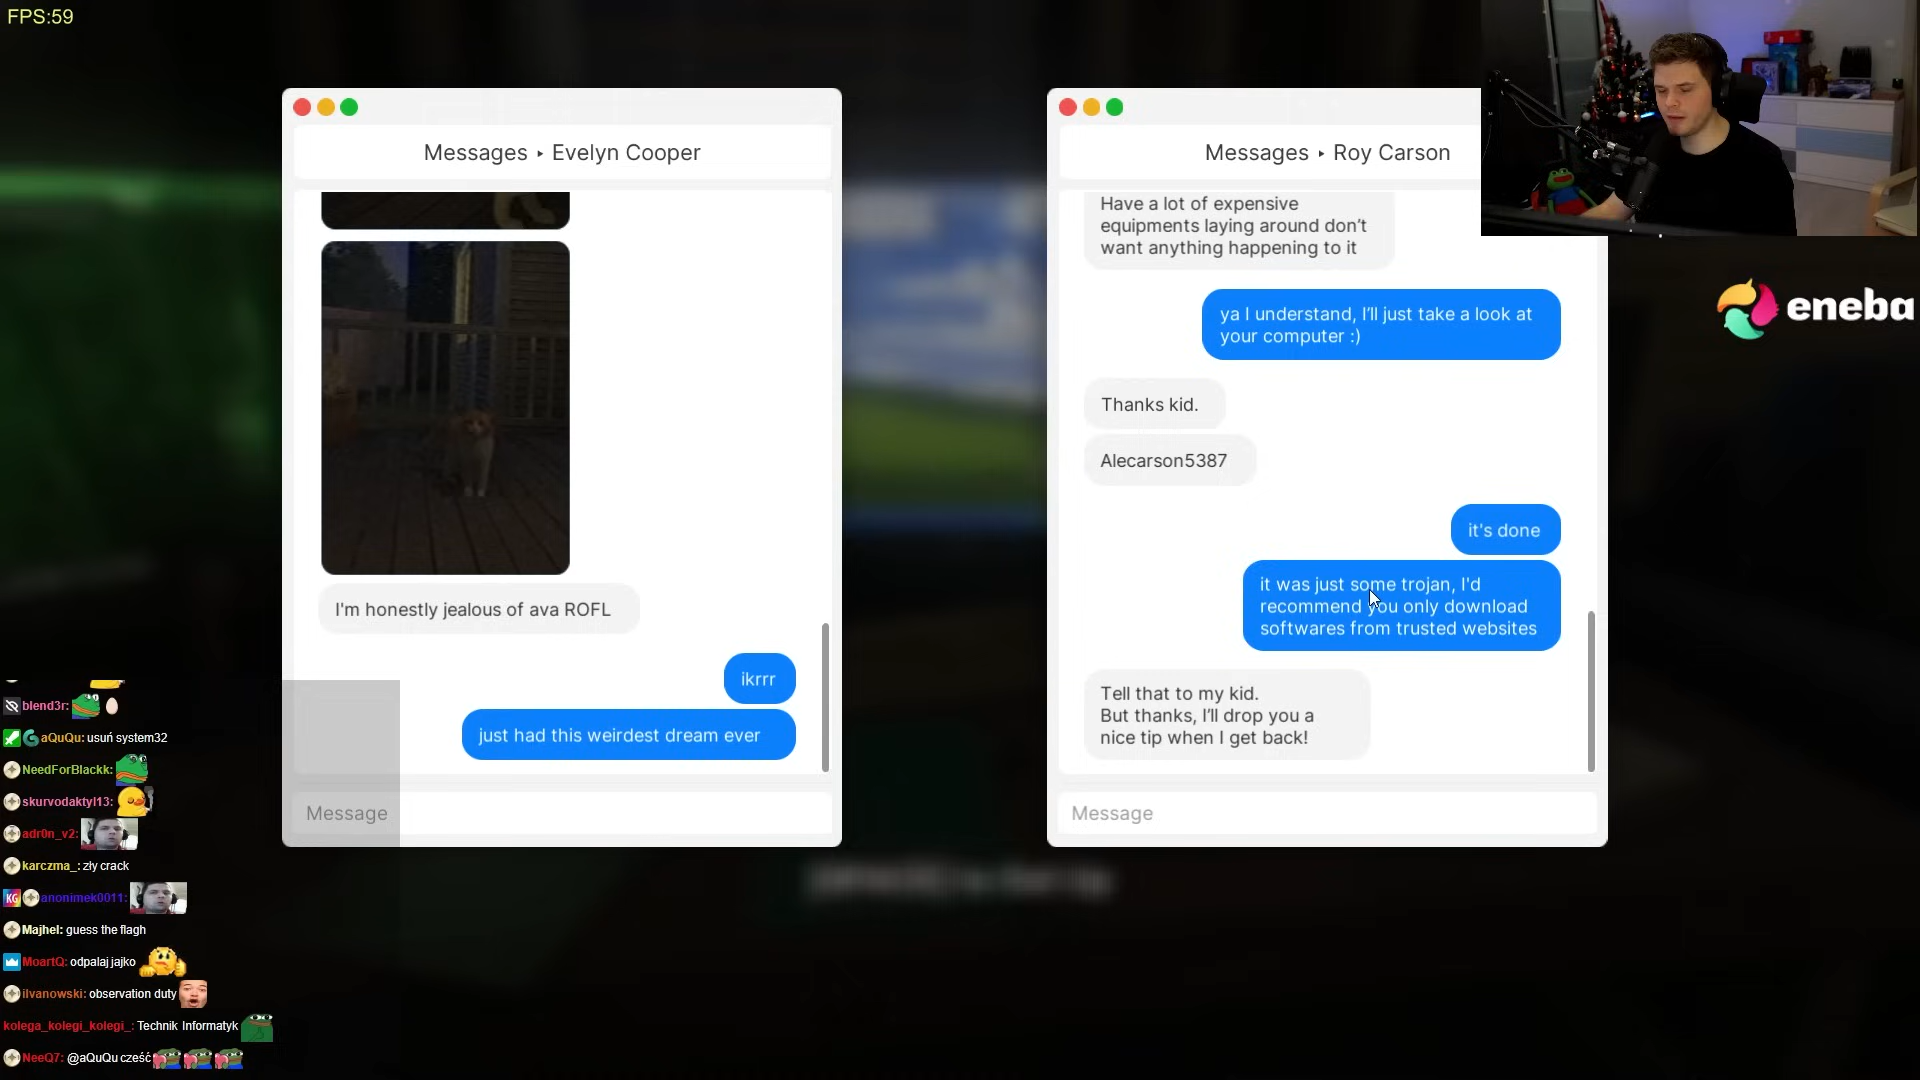 FPS:59
Messages ‣ Evelyn Cooper
I'm honestly jealous of ava ROFL
ikrrr
just had this weirdest dream ever
Message
Messages ‣ Roy Carson
Have a lot of expensive
equipments laying around don't
want anything happening to it
ya I understand, I'll just take a look at
your computer :)
Thanks kid.
Alecarson5387
it's done
it was just some trojan, I'd
recommend you only download
softwares from trusted websites
Tell that to my kid.
But thanks, I'll drop you a
nice tip when I get back!
Message
eneba
blend3r:
aQuQu: usuń system32
NeedForBlackk:
skurvodaktyl13:
adr0n_v2:
karczma_: zły crack
KG anonimek0011:
Majhel: guess the flagh
MoartQ: odpalaj jajko
ilvanowski: observation duty
kolega_kolegi_kolegi_: Technik Informatyk
NeeQ7: @aQuQu cześć